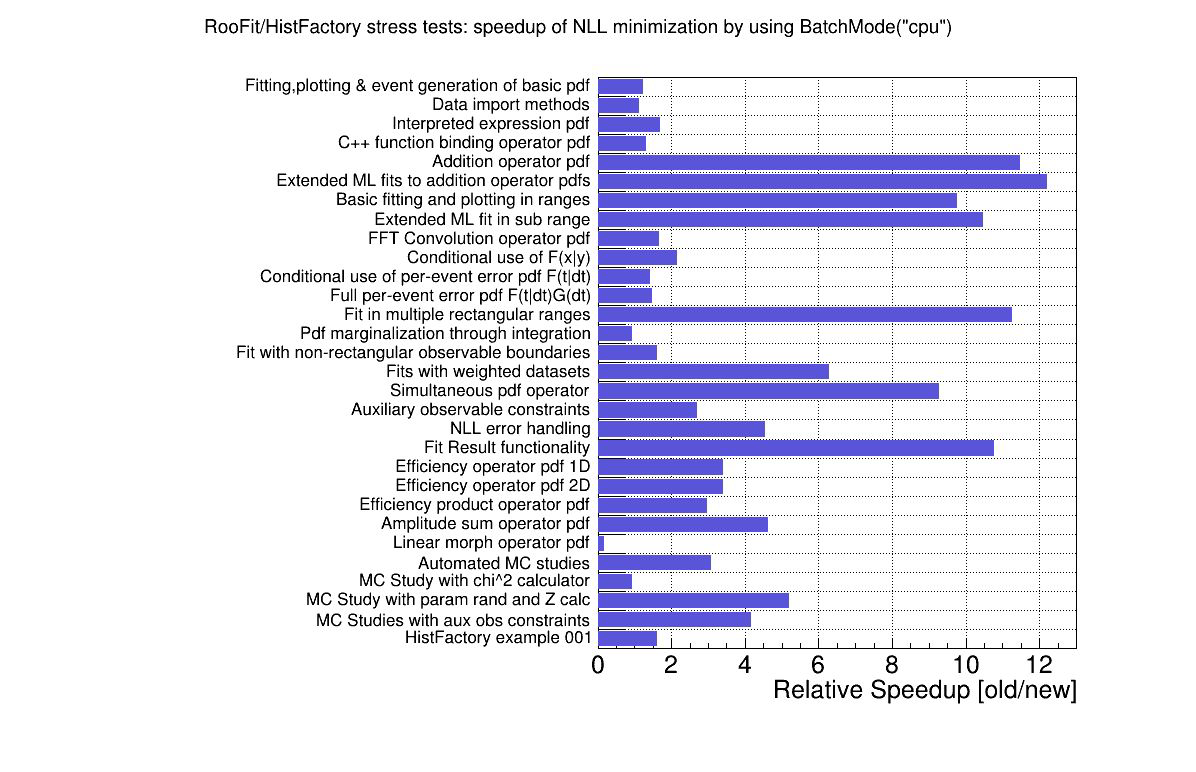 RooFit/HistFactory stress tests: speedup of NLL minimization by using BatchMode("cpu")
Fitting,plotting & event generation of basic pdf
Data import methods
Interpreted expression pdf
C++ function binding operator pdf
Addition operator pdf
Extended ML fits to addition operator pdfs
Basic fitting and plotting in ranges
Extended ML fit in sub range
FFT Convolution operator pdf
Conditional use of F(x|y)
Conditional use of per-event error pdf F(t|dt)
Full per-event error pdf F(t|dt)G(dt)
Fit in multiple rectangular ranges
Pdf marginalization through integration
Fit with non-rectangular observable boundaries
Fits with weighted datasets
Simultaneous pdf operator
Auxiliary observable constraints
NLL error handling
Fit Result functionality
Efficiency operator pdf 1D
Efficiency operator pdf 2D
Efficiency product operator pdf
Amplitude sum operator pdf
Linear morph operator pdf
Automated MC studies
MC Study with chi^2 calculator
MC Study with param rand and Z calc
MC Studies with aux obs constraints
HistFactory example 001
0 2 4 6 8 10 12
Relative Speedup [old/new]